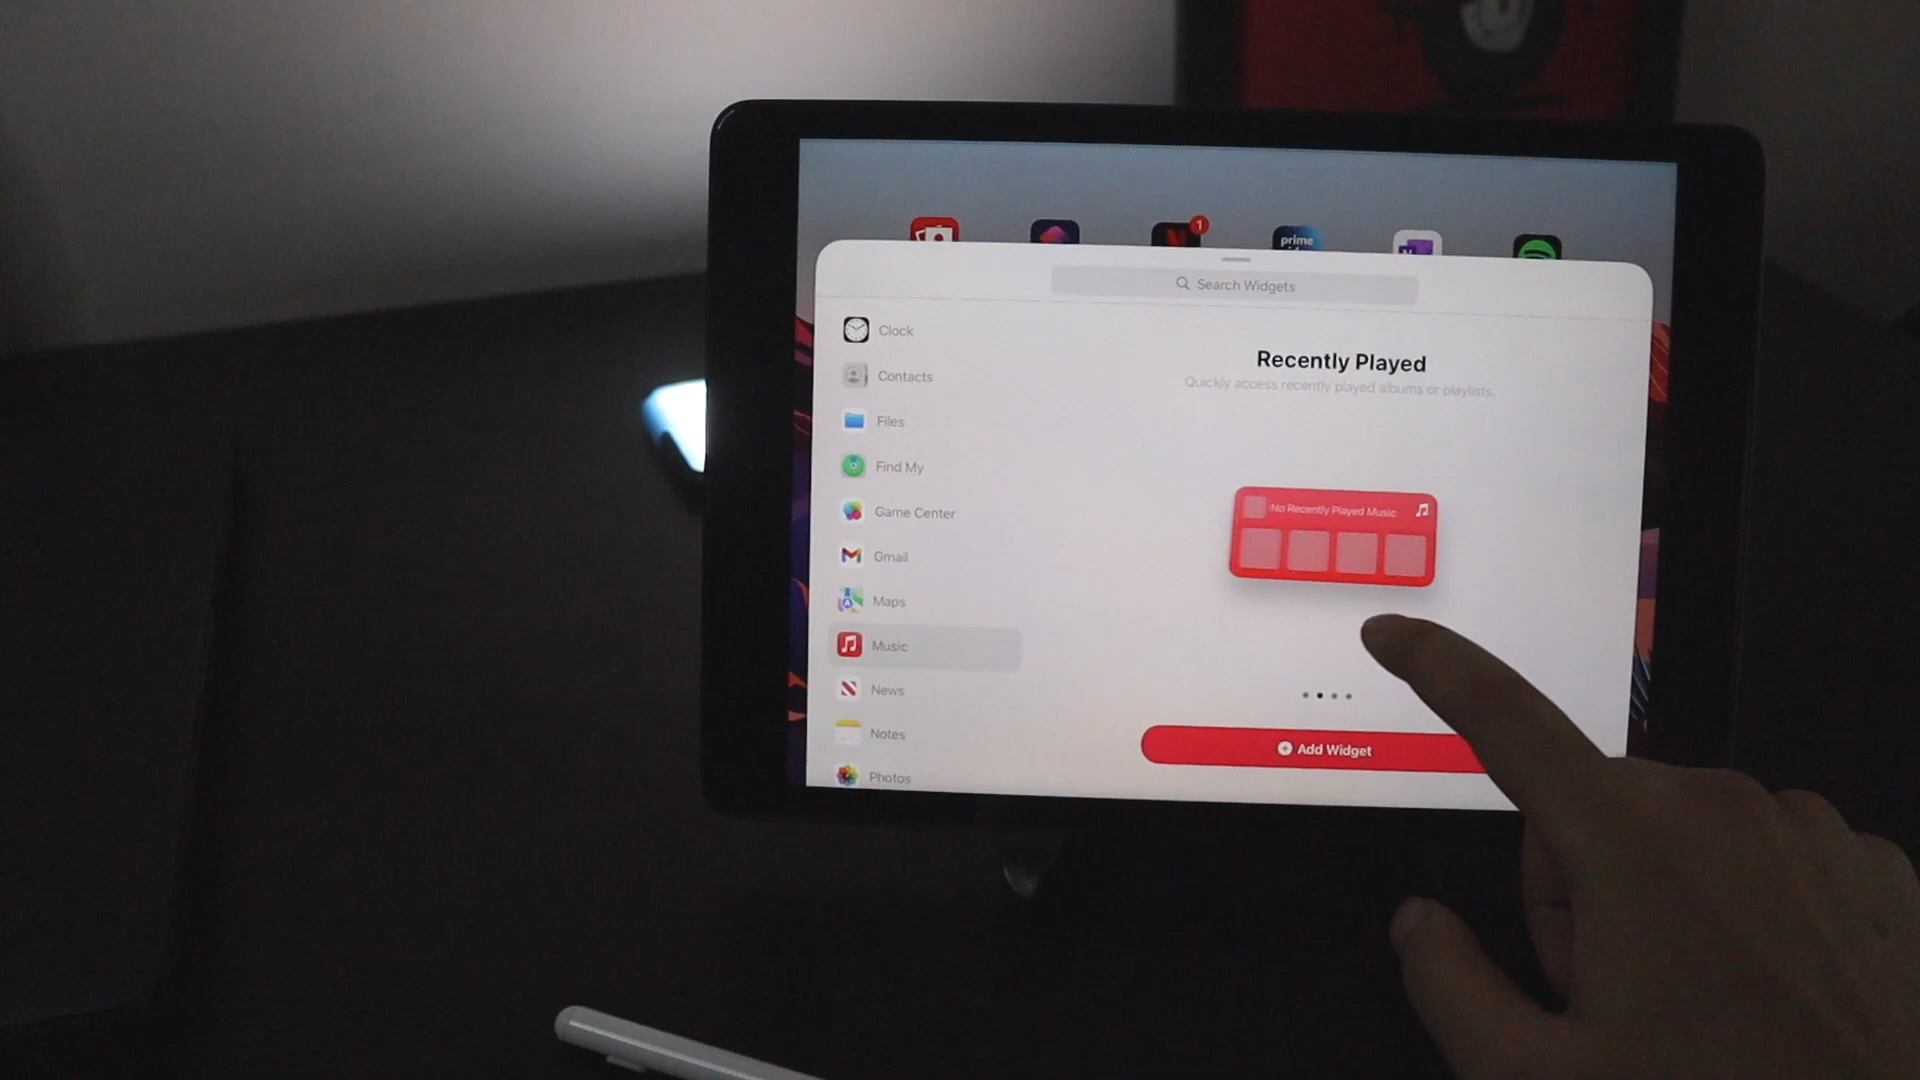 1
prime
Search Widgets
Clock
Contacts
Files
Find My
Game Center
Gmail
Maps
Music
News
Notes
Photos
Recently Played
Quickly access recently played albums or playlists.
No Recently Played Music
Add Widget